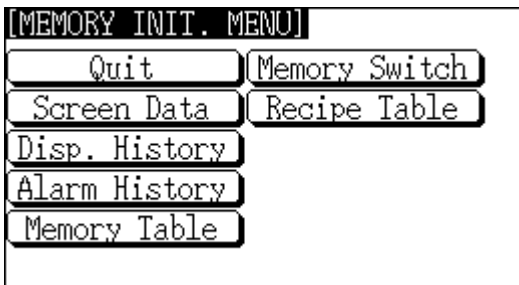 [MEMORY INIT. MENU]
Quit
Memory Switch
Screen Data
Recipe Table
Disp. History
Alarm History
Memory Table